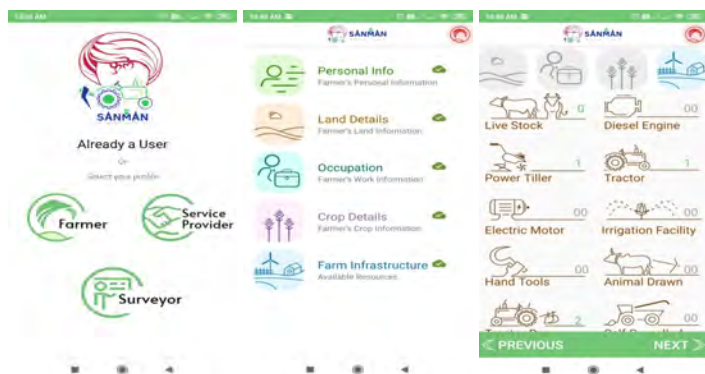 SANMAN
Already a User
Or
Select your profile
Farmer
Service
Provider
Surveyor
SANMAN
Personal Info
Farmer's Personal Information
Land Details
Farmer's Land Information
Occupation
Farmer's Work Information
Crop Details
Farmer's Crop Information
Farm Infrastructure
Available Resources
SANMAN
Live Stock
Diesel Engine
00
Power Tiller
1
Tractor
1
Electric Motor
00
Irrigation Facility
00
Hand Tools
00
Animal Drawn
00
2
00
PREVIOUS
NEXT